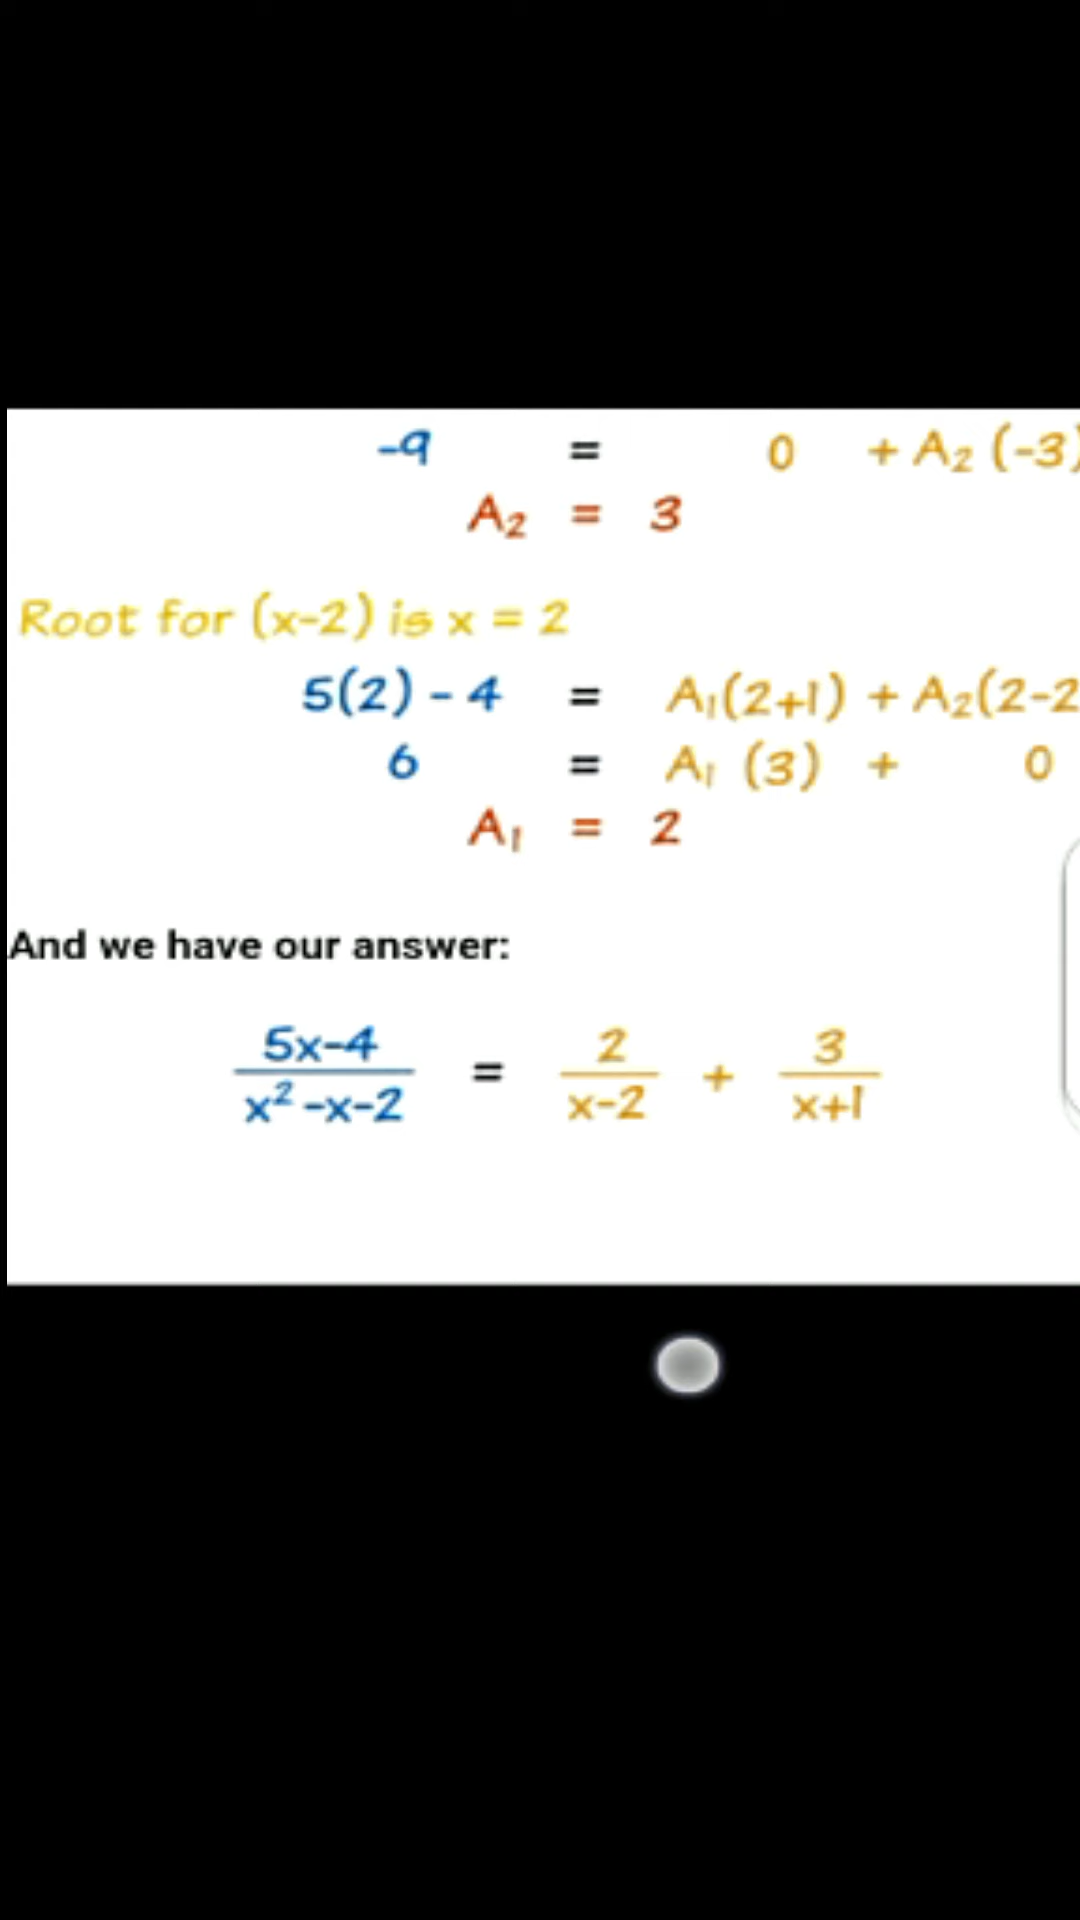 -9 = 0 + A₂ (-3)
A₂ = 3
Root for (x-2) is x = 2
5(2) - 4 = A₁(2+1) + A₂(2-2
6 = A₁ (3) + 0
A₁ = 2
And we have our answer:
5x-4 2 3
= +
x²-x-2 x-2 x+1